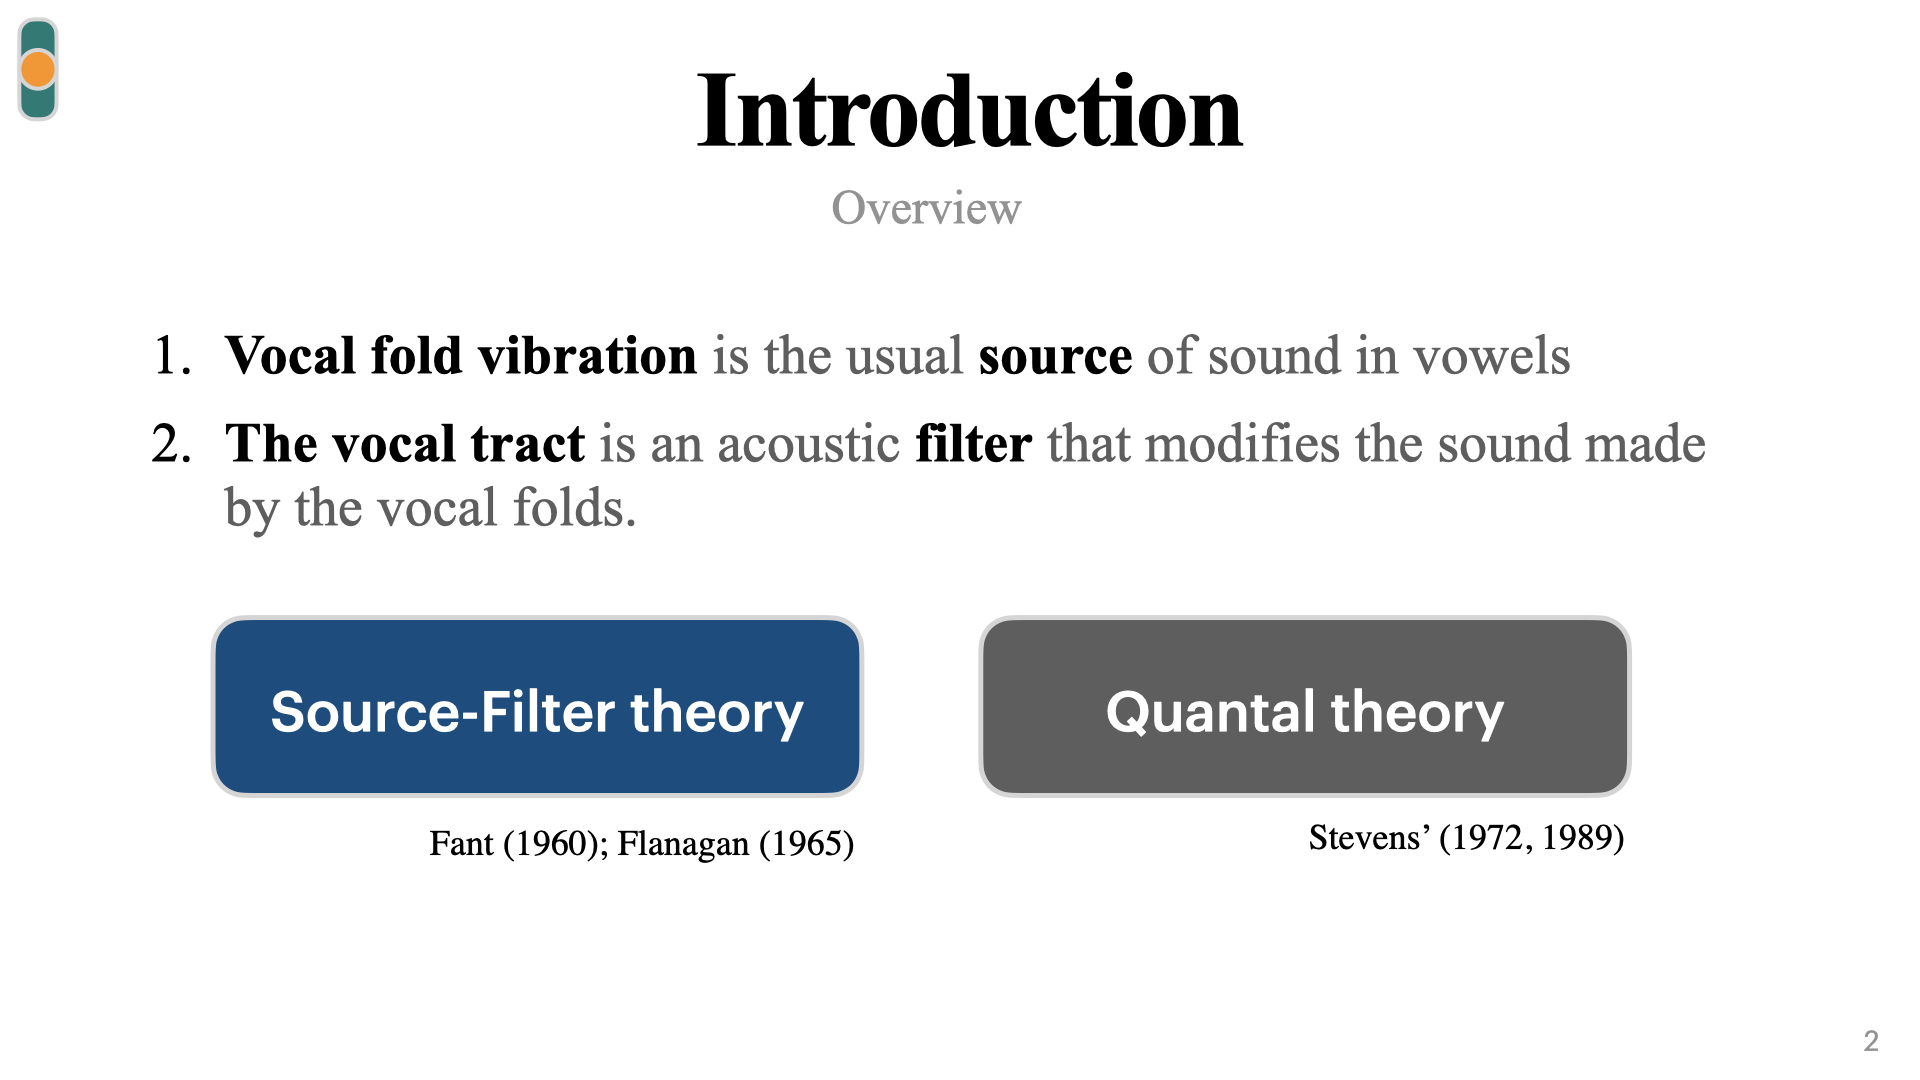 Introduction
Overview
1. Vocal fold vibration is the usual source of sound in vowels
2. The vocal tract is an acoustic filter that modifies the sound made
by the vocal folds.
Source-Filter theory
Quantal theory
Fant (1960); Flanagan (1965)
Stevens’ (1972, 1989)
2